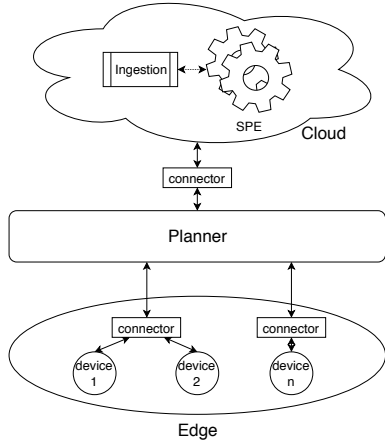 Ingestion
SPE
Cloud
connector
Planner
connector
connector
device
1
device
2
device
n
Edge